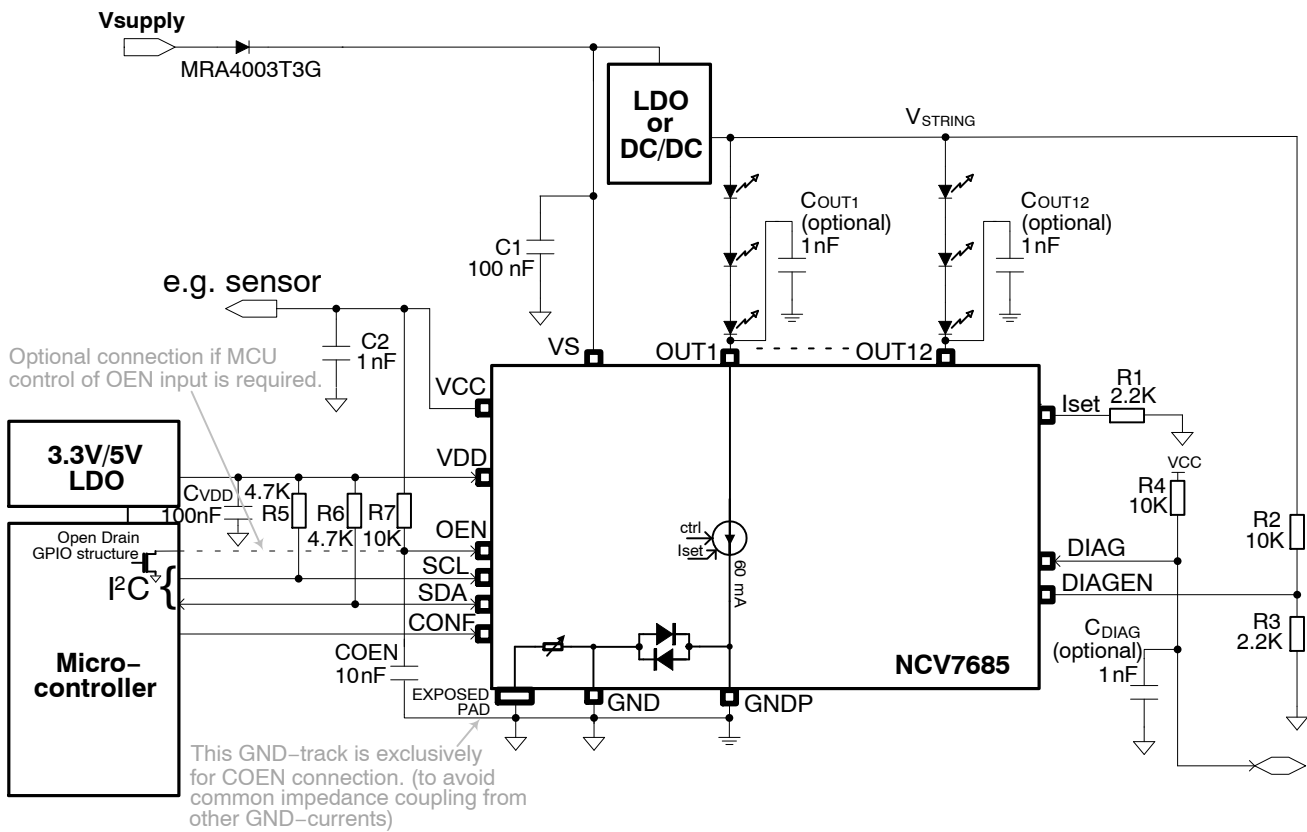 Vsupply
MRA4003T3G
LDO
or
DC/DC
VSTRING
COUT1
(optional)
1nF
COUT12
(optional)
1nF
C1
100 nF
e.g. sensor
C2
1nF
Optional connection if MCU
control of OEN input is required.
VS
OUT1
OUT12
VCC
Iset
R1
2.2K
3.3V/5V
LDO
VDD
CVDD
100nF
4.7K
R5
R6
4.7K
R7
10K
VCC
R4
10K
R2
10K
Open Drain
GPIO structure
OEN
ctrl
Iset
60 mA
DIAG
I²C {
SCL
SDA
DIAGEN
CONF
R3
2.2K
CDIAG
(optional)
1nF
Micro-
controller
COEN
10nF
NCV7685
EXPOSED
PAD
GND
GNDP
This GND-track is exclusively
for COEN connection. (to avoid
common impedance coupling from
other GND-currents)